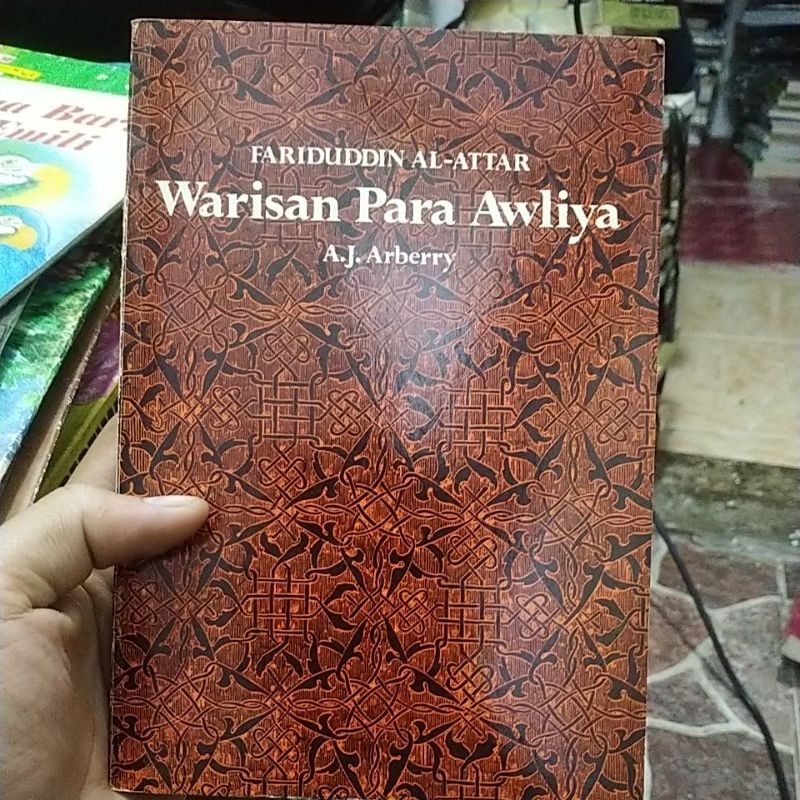 FARIDUDDIN AL-ATTAR
Warisan Para Awliya
A.J. Arberry